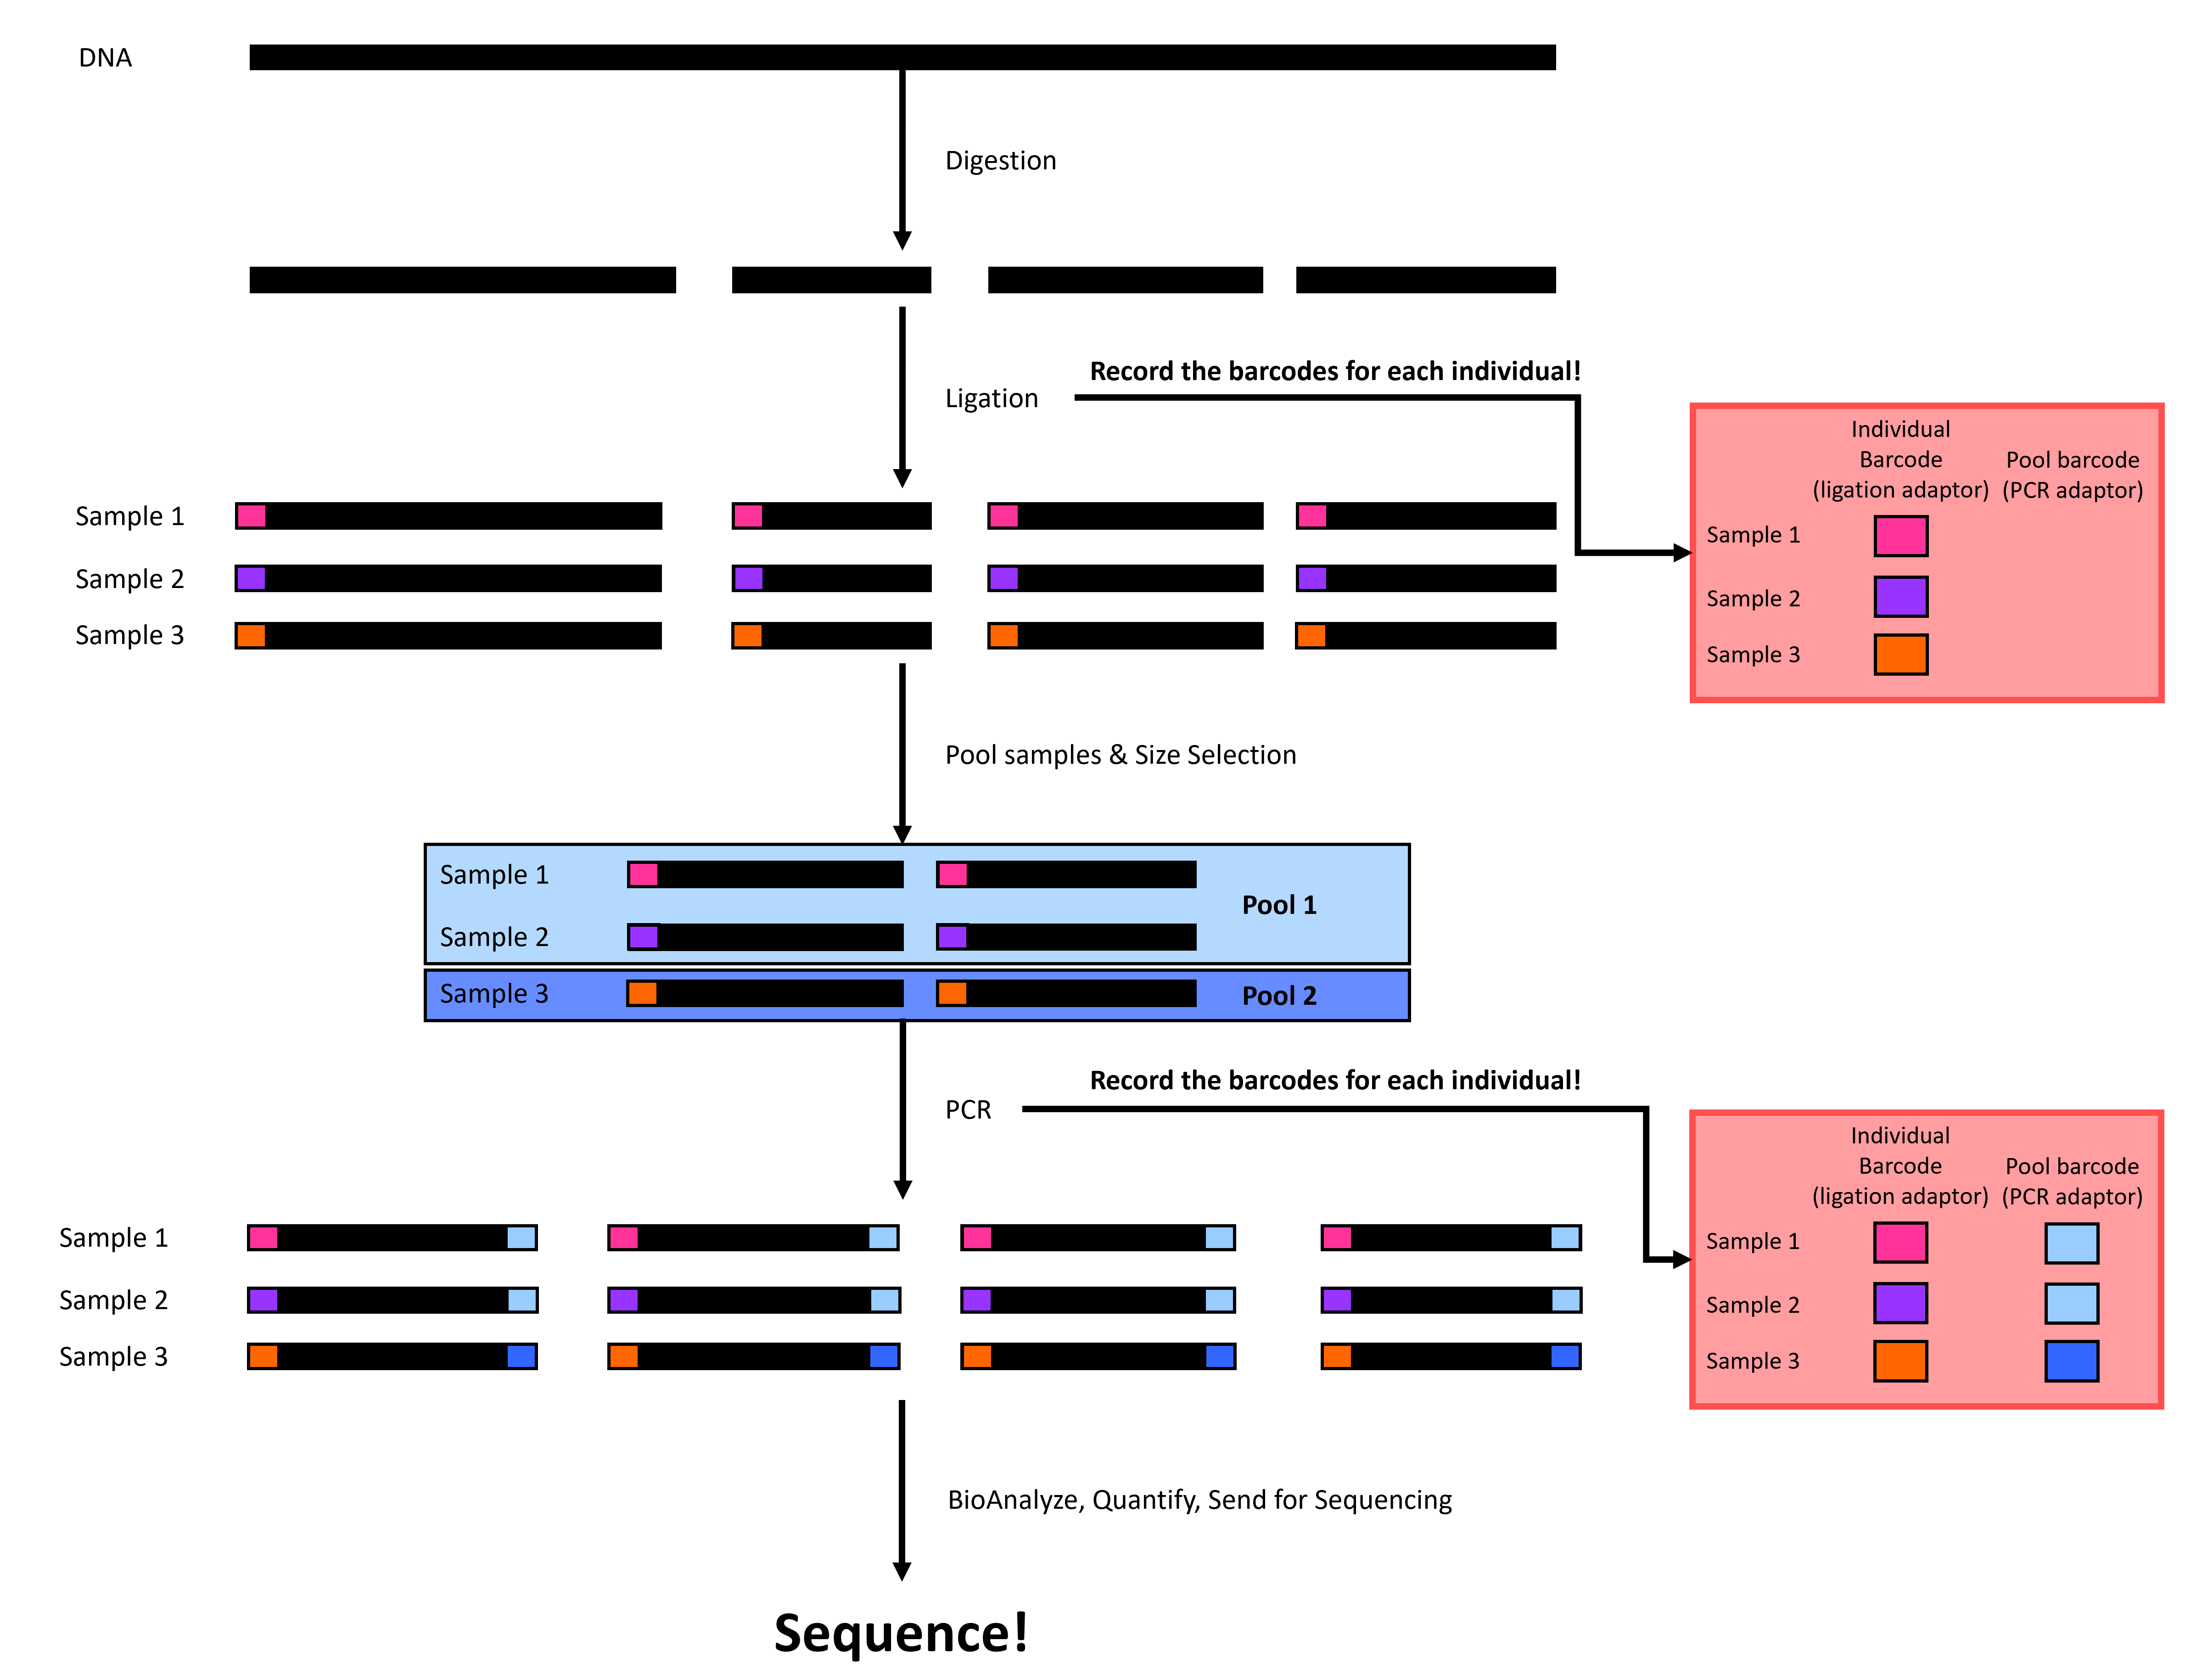 DNA
Digestion
Record the barcodes for each individual!
Ligation
Individual
Barcode
(ligation adaptor)
Pool barcode
(PCR adaptor)
Sample 1
Sample 2
Sample 3
Sample 1
Sample 2
Sample 3
Pool samples & Size Selection
Sample 1
Pool 1
Sample 2
Sample 3
Pool 2
Record the barcodes for each individual!
PCR
Individual
Barcode
(ligation adaptor)
Pool barcode
(PCR adaptor)
Sample 1
Sample 2
Sample 3
Sample 1
Sample 2
Sample 3
BioAnalyze, Quantify, Send for Sequencing
Sequence!